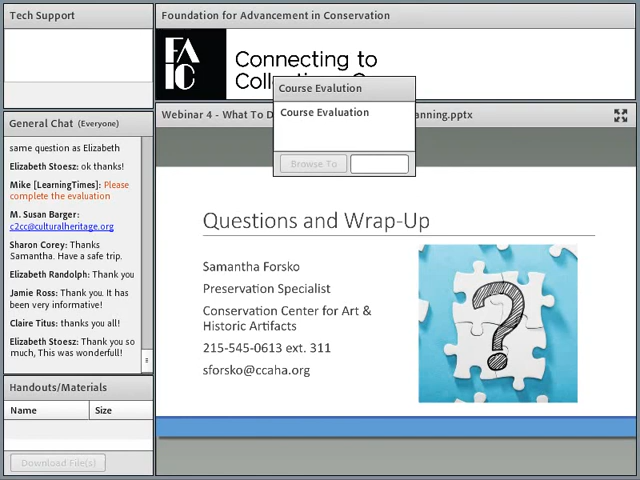 Tech Support
Foundation for Advancement in Conservation
FA
IC
Connecting to
Course Evalution
Course Evaluation
Browse To
General Chat (Everyone)
same question as Elizabeth
Elizabeth Stoesz: ok thanks!
Mike [LearningTimes]: Please
complete the evaluation
M. Susan Barger:
c2cc@culturalheritage.org
Sharon Corey: Thanks
Samantha. Have a safe trip.
Elizabeth Randolph: Thank you
Jamie Ross: Thank you. It has
been very informative!
Claire Titus: thanks you all!
Elizabeth Stoesz: Thank you so
much, This was wonderfull!
Handouts/Materials
Name Size
Download File(s)
Webinar 4 - What To D anning.pptx
Questions and Wrap-Up
Samantha Forsko
Preservation Specialist
Conservation Center for Art &
Historic Artifacts
215-545-0613 ext. 311
sforsko@ccaha.org
?